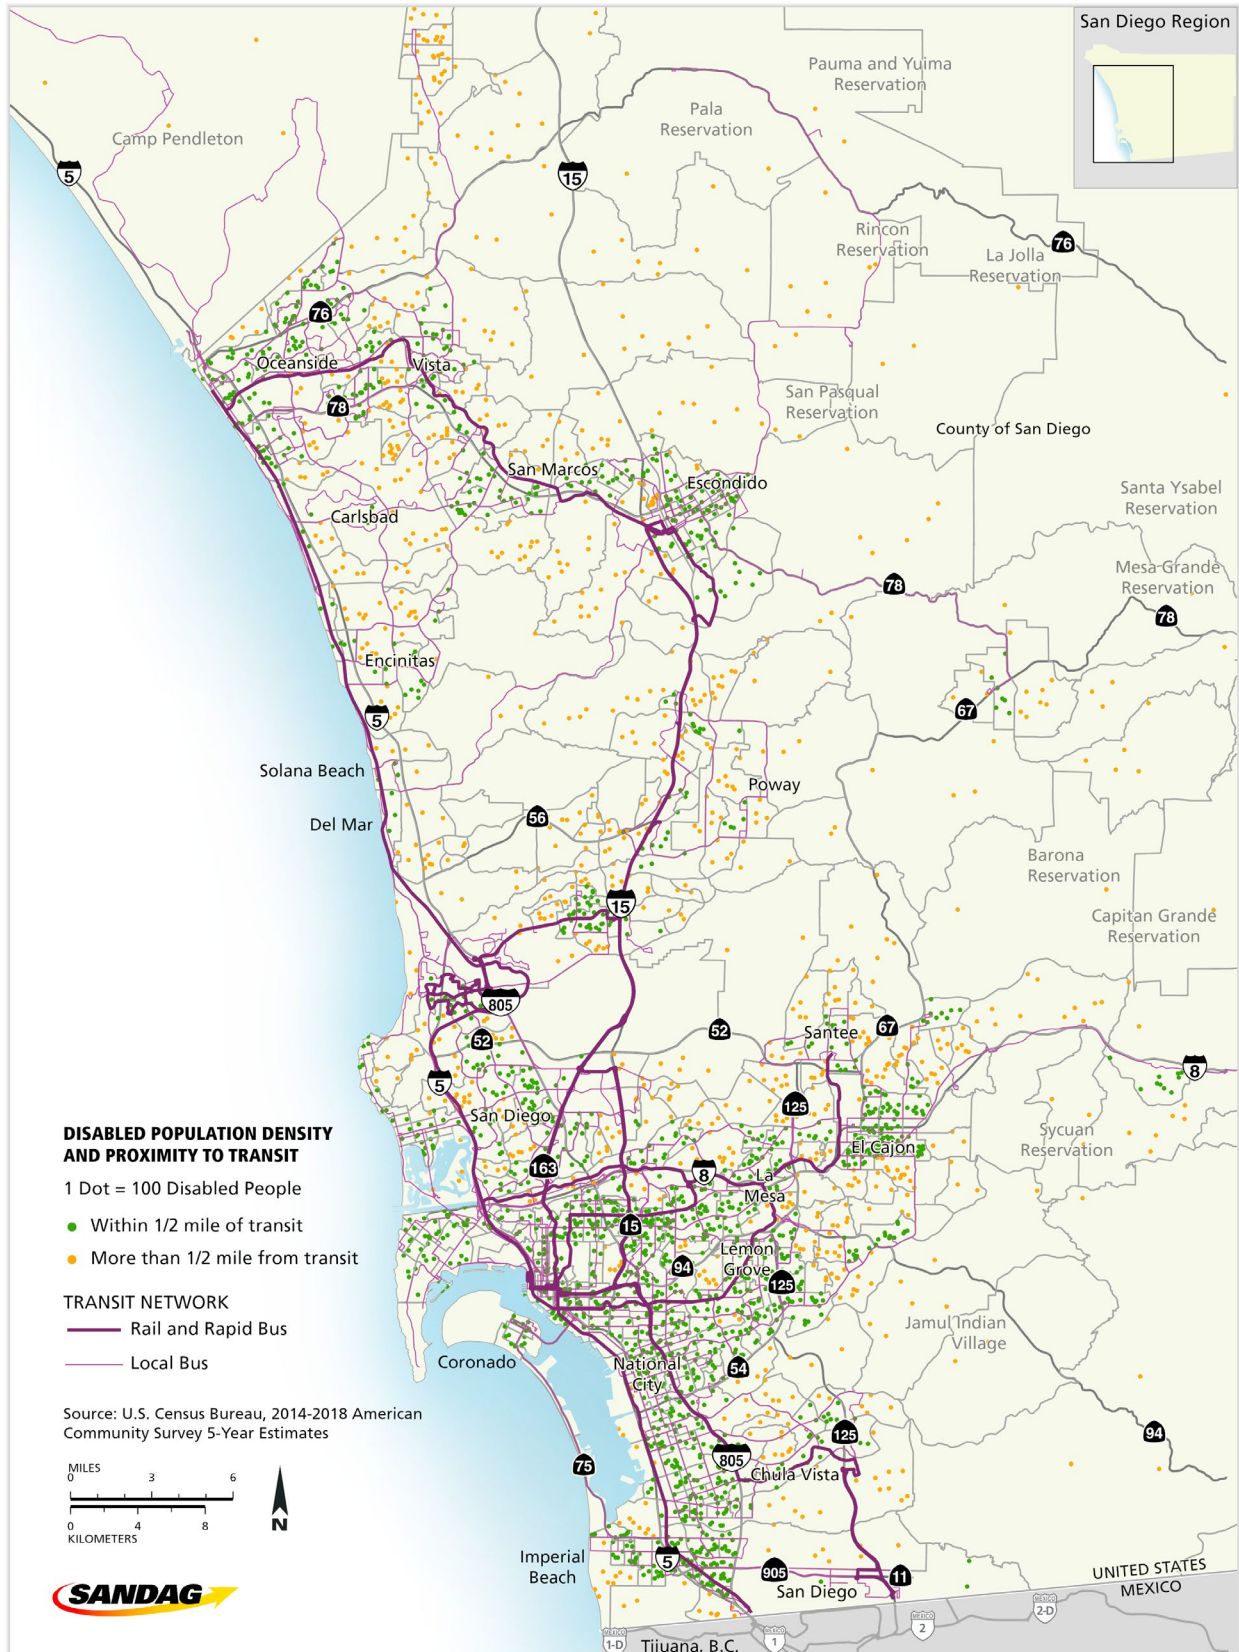 San Diego Region
Pauma and Yuima
Reservation
Pala
Reservation
Camp Pendleton
5
15
Rincon
Reservation
76
La Jolla
Reservation
76
Oceanside
Vista
78
San Pasqual
Reservation
County of San Diego
San Marcos
Escondido
Santa Ysabel
Reservation
Carlsbad
Mesa Grande
Reservation
78
78
Encinitas
67
5
Solana Beach
Poway
Del Mar
56
Barona
Reservation
15
Capitan Grande
Reservation
805
52
52
Santee
67
8
5
San Diego
125
El Cajon
Sycuan
Reservation
163
8
La
Mesa
15
Lemon
Grove
94
125
Jamul Indian
Village
Coronado
National
City
54
125
94
75
805
Chula Vista
Imperial
Beach
5
905
San Diego
11
UNITED STATES
MEXICO
MEXICO
1-D
Tijuana, B.C.
MEXICO
1
MEXICO
2
MEXICO
2-D
DISABLED POPULATION DENSITY
AND PROXIMITY TO TRANSIT
1 Dot = 100 Disabled People
Within 1/2 mile of transit
More than 1/2 mile from transit
TRANSIT NETWORK
Rail and Rapid Bus
Local Bus
Source: U.S. Census Bureau, 2014-2018 American
Community Survey 5-Year Estimates
MILES
0 3 6
0 4 8
KILOMETERS
N
SANDAG